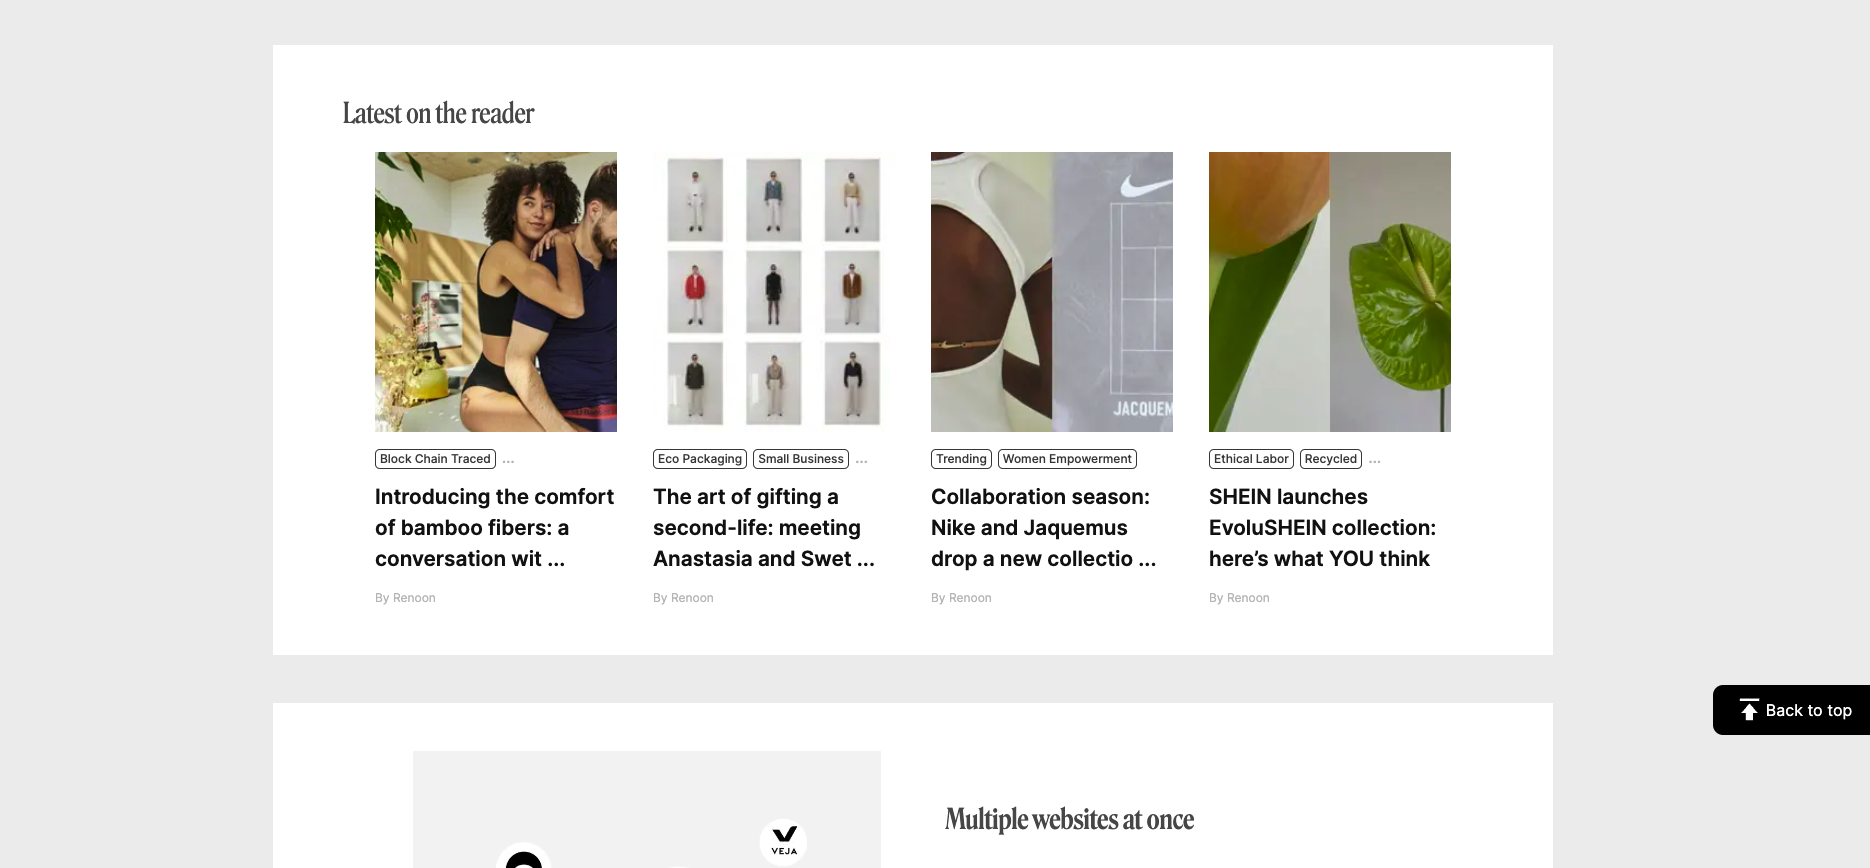 Latest on the reader
JACQUEM
Block Chain Traced ...
Introducing the comfort
of bamboo fibers: a
conversation wit ...
By Renoon
Eco Packaging Small Business ...
The art of gifting a
second-life: meeting
Anastasia and Swet ...
By Renoon
Trending Women Empowerment
Collaboration season:
Nike and Jaquemus
drop a new collectio ...
By Renoon
Ethical Labor Recycled ...
SHEIN launches
EvoluSHEIN collection:
here’s what YOU think
By Renoon
Back to top
VEJA
Multiple websites at once